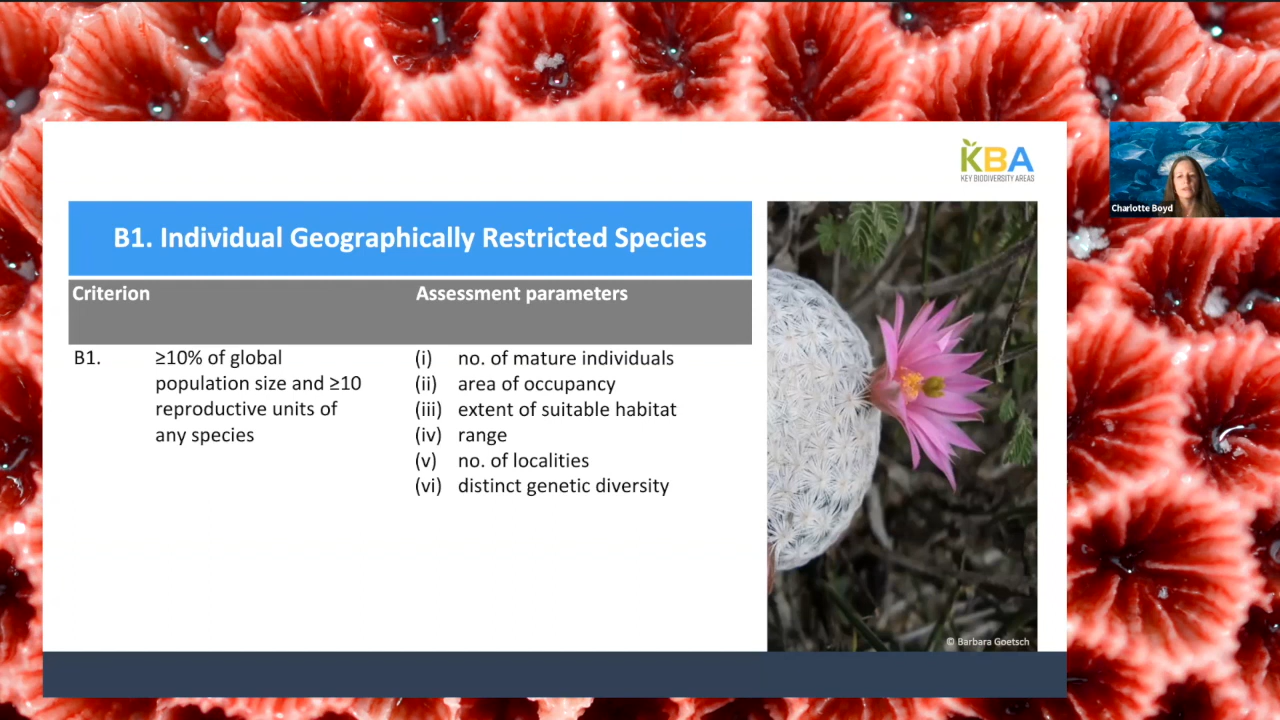 KBA
KEY BIODIVERSITY AREAS
Charlotte Boyd
B1. Individual Geographically Restricted Species
Criterion
Assessment parameters
B1.
≥10% of global
population size and ≥10
reproductive units of
any species
(i) no. of mature individuals
(ii) area of occupancy
(iii) extent of suitable habitat
(iv) range
(v) no. of localities
(vi) distinct genetic diversity
© Barbara Goetsch